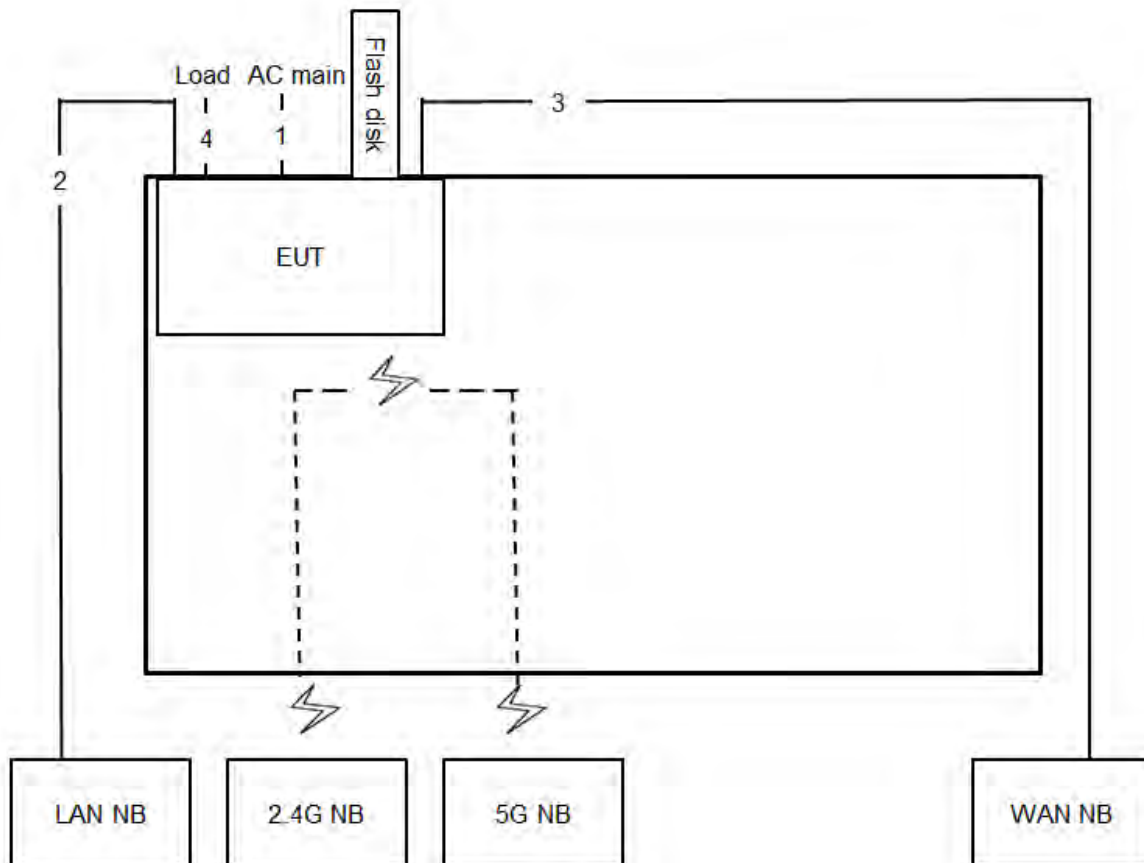 Flash disk
Load AC main
3
4 1
2
EUT
LAN NB
2.4G NB
5G NB
WAN NB